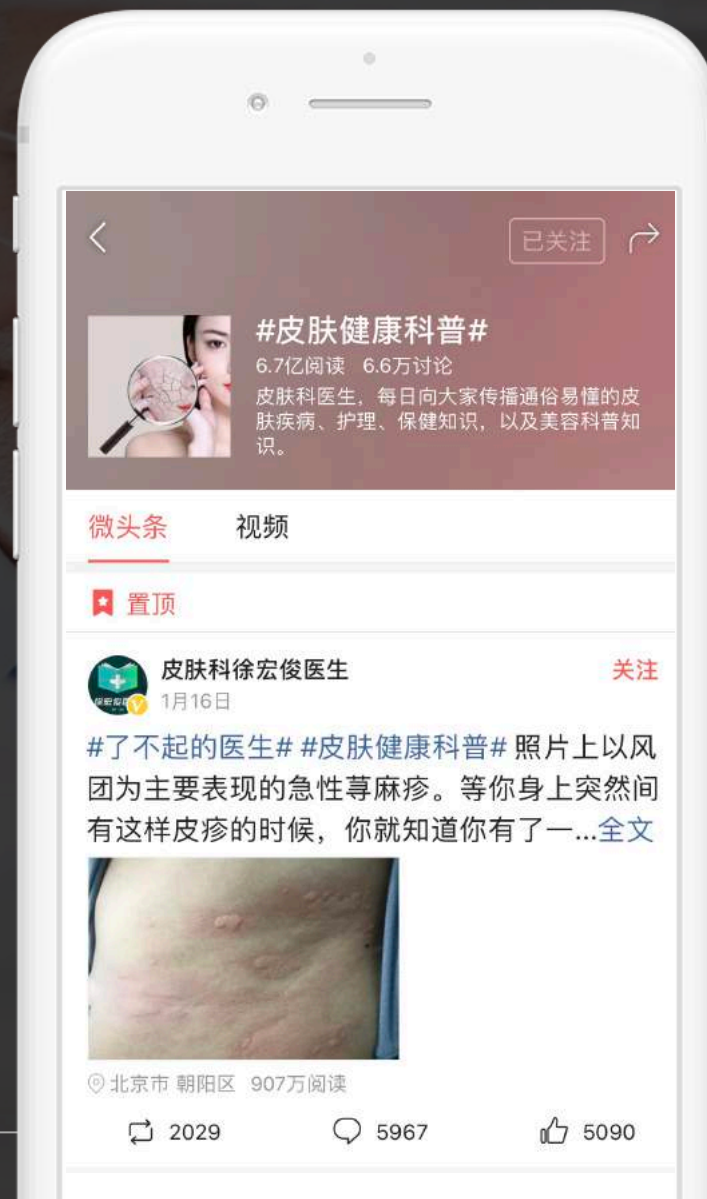 已关注
#皮肤健康科普#
6.7亿阅读 6.6万讨论
皮肤科医生，每日向大家传播通俗易懂的皮
肤疾病、护理、保健知识，以及美容科普知
识。
微头条 视频
置顶
皮肤科徐宏俊医生 关注
1月16日
#了不起的医生# #皮肤健康科普# 照片上以风
团为主要表现的急性荨麻疹。等你身上突然间
有这样皮疹的时候，你就知道你有了一...全文
北京市 朝阳区 907万阅读
2029 5967 5090